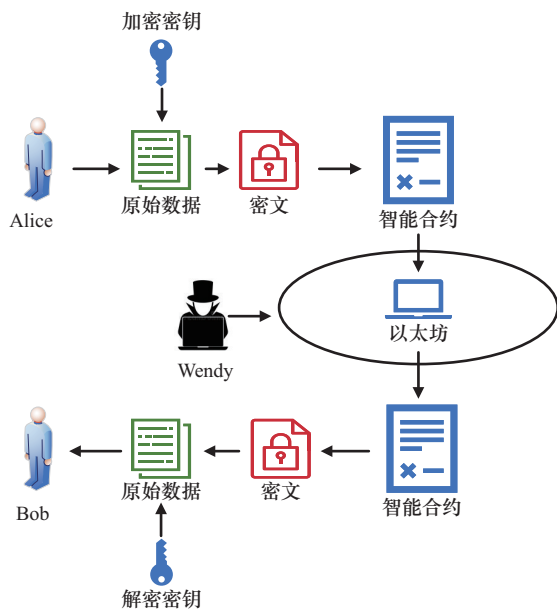 加密密钥
Alice
原始数据
密文
智能合约
以太坊
Wendy
Bob
原始数据
密文
智能合约
解密密钥